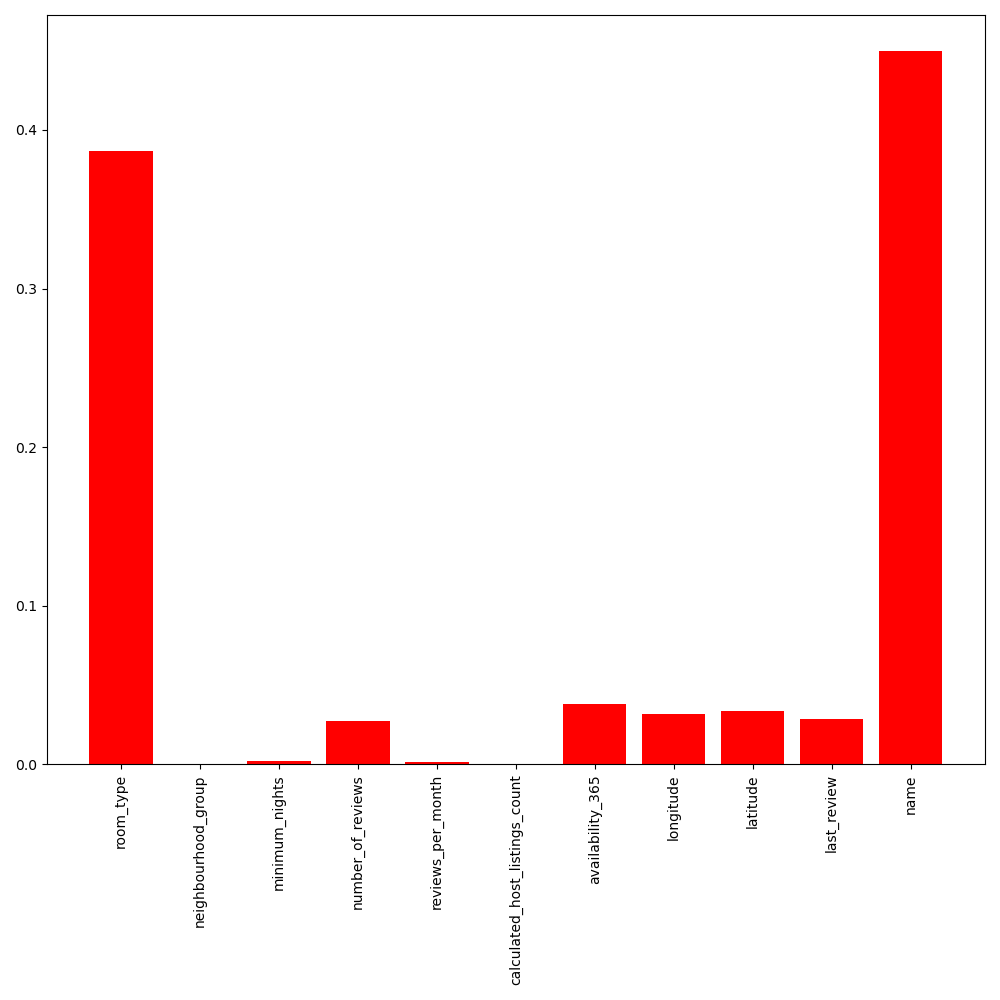 0.4
0.3
0.2
0.1
0.0
room_type
neighbourhood_group
minimum_nights
number_of_reviews
reviews_per_month
calculated_host_listings_count
availability_365
longitude
latitude
last_review
name